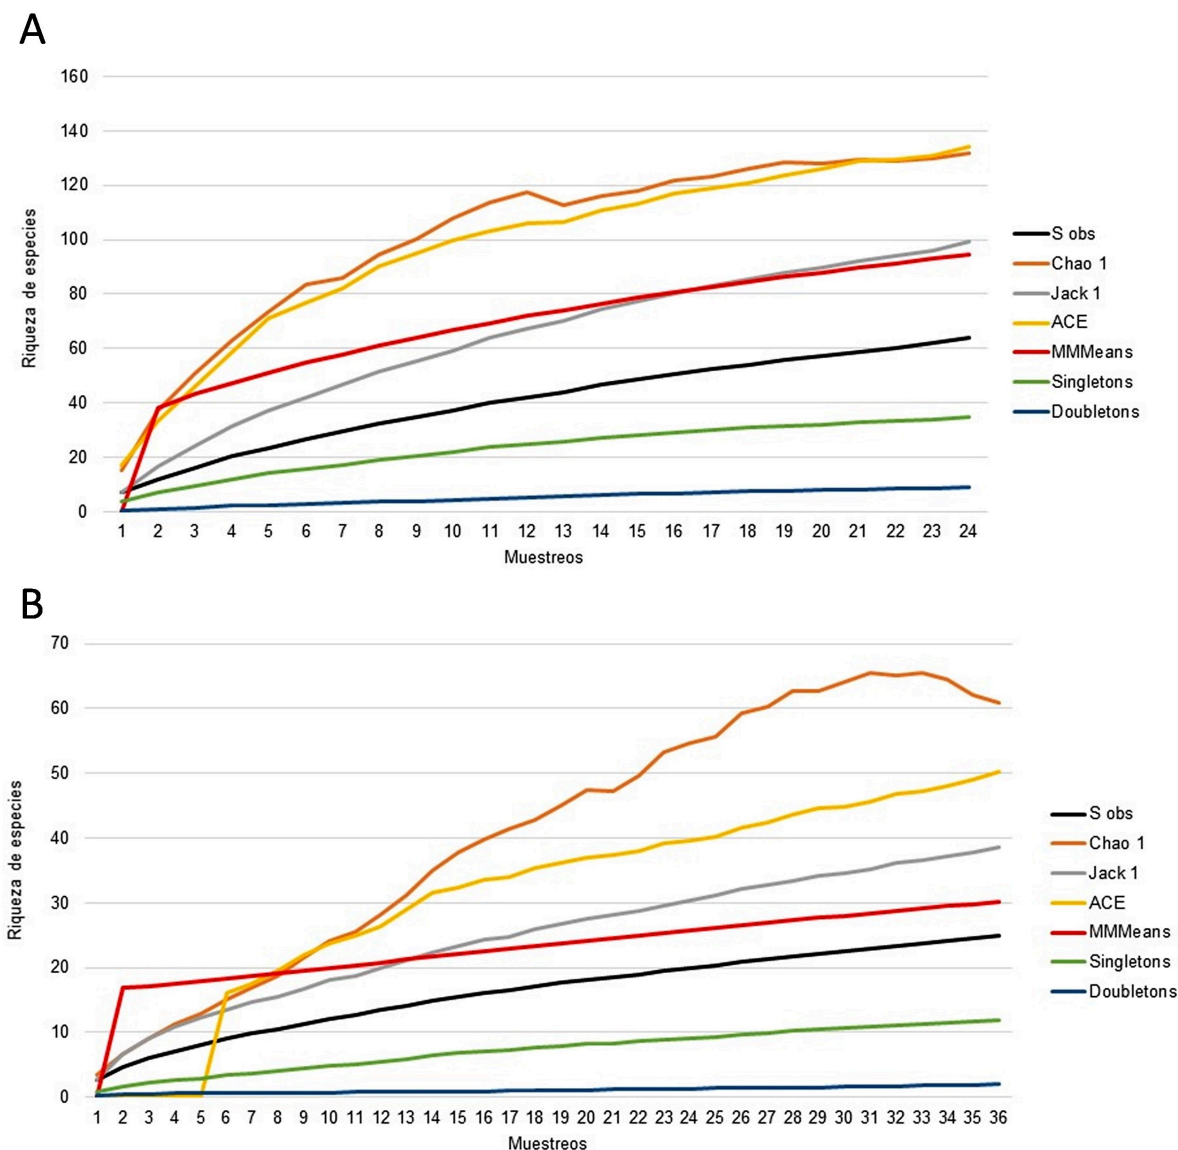 A
160
140
120
100
80
60
40
20
0
Riqueza de especies
1 2 3 4 5 6 7 8 9 10 11 12 13 14 15 16 17 18 19 20 21 22 23 24
Muestreos
S obs
Chao 1
Jack 1
ACE
MMMeans
Singletons
Doubletons
B
70
60
50
40
30
20
10
0
Riqueza de especies
1 2 3 4 5 6 7 8 9 10 11 12 13 14 15 16 17 18 19 20 21 22 23 24 25 26 27 28 29 30 31 32 33 34 35 36
Muestreos
S obs
Chao 1
Jack 1
ACE
MMMeans
Singletons
Doubletons